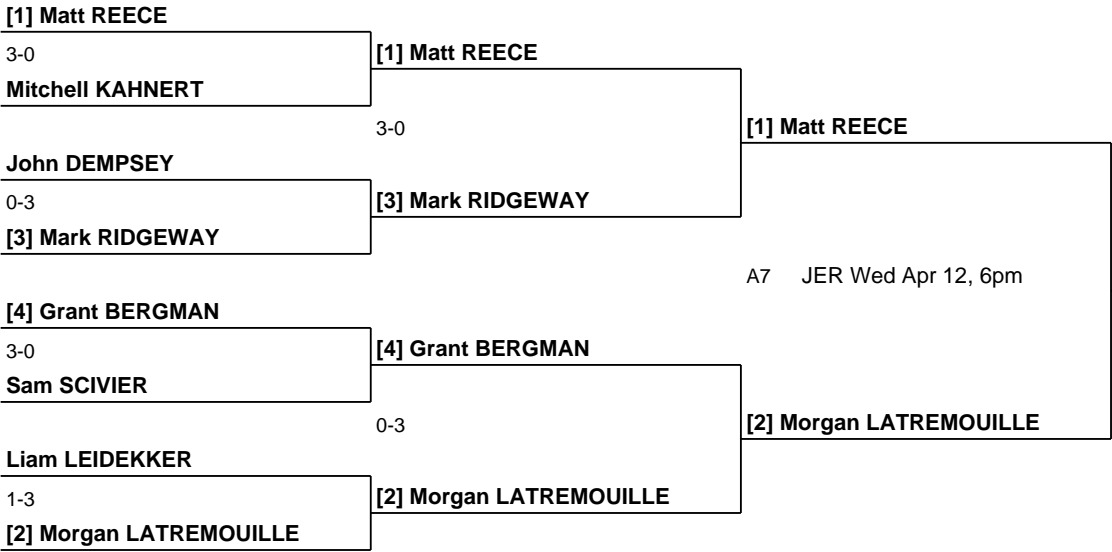 [1] Matt REECE
3-0
[1] Matt REECE
Mitchell KAHNERT
3-0
[1] Matt REECE
John DEMPSEY
0-3
[3] Mark RIDGEWAY
[3] Mark RIDGEWAY
A7 JER Wed Apr 12, 6pm
[4] Grant BERGMAN
3-0
[4] Grant BERGMAN
Sam SCIVIER
0-3
[2] Morgan LATREMOUILLE
Liam LEIDEKKER
1-3
[2] Morgan LATREMOUILLE
[2] Morgan LATREMOUILLE